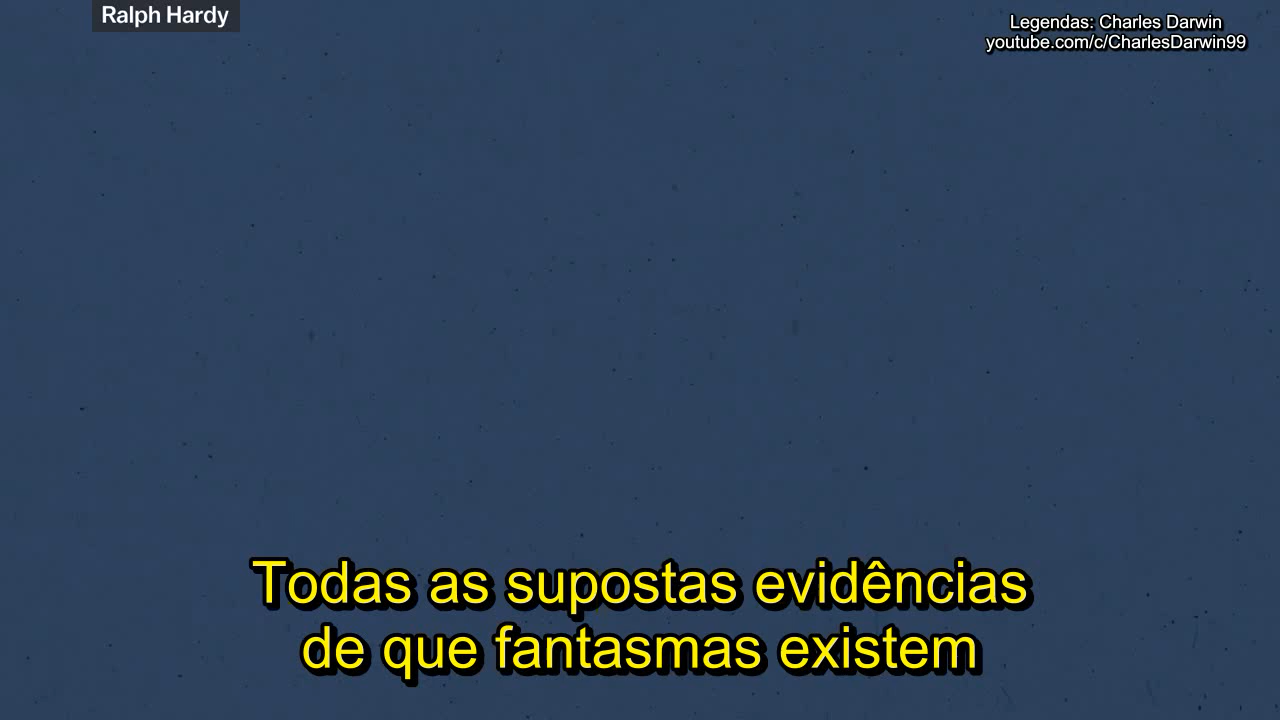 Ralph Hardy
Legendas: Charles Darwin
youtube.com/c/CharlesDarwin99
Todas as supostas evidências
de que fantasmas existem